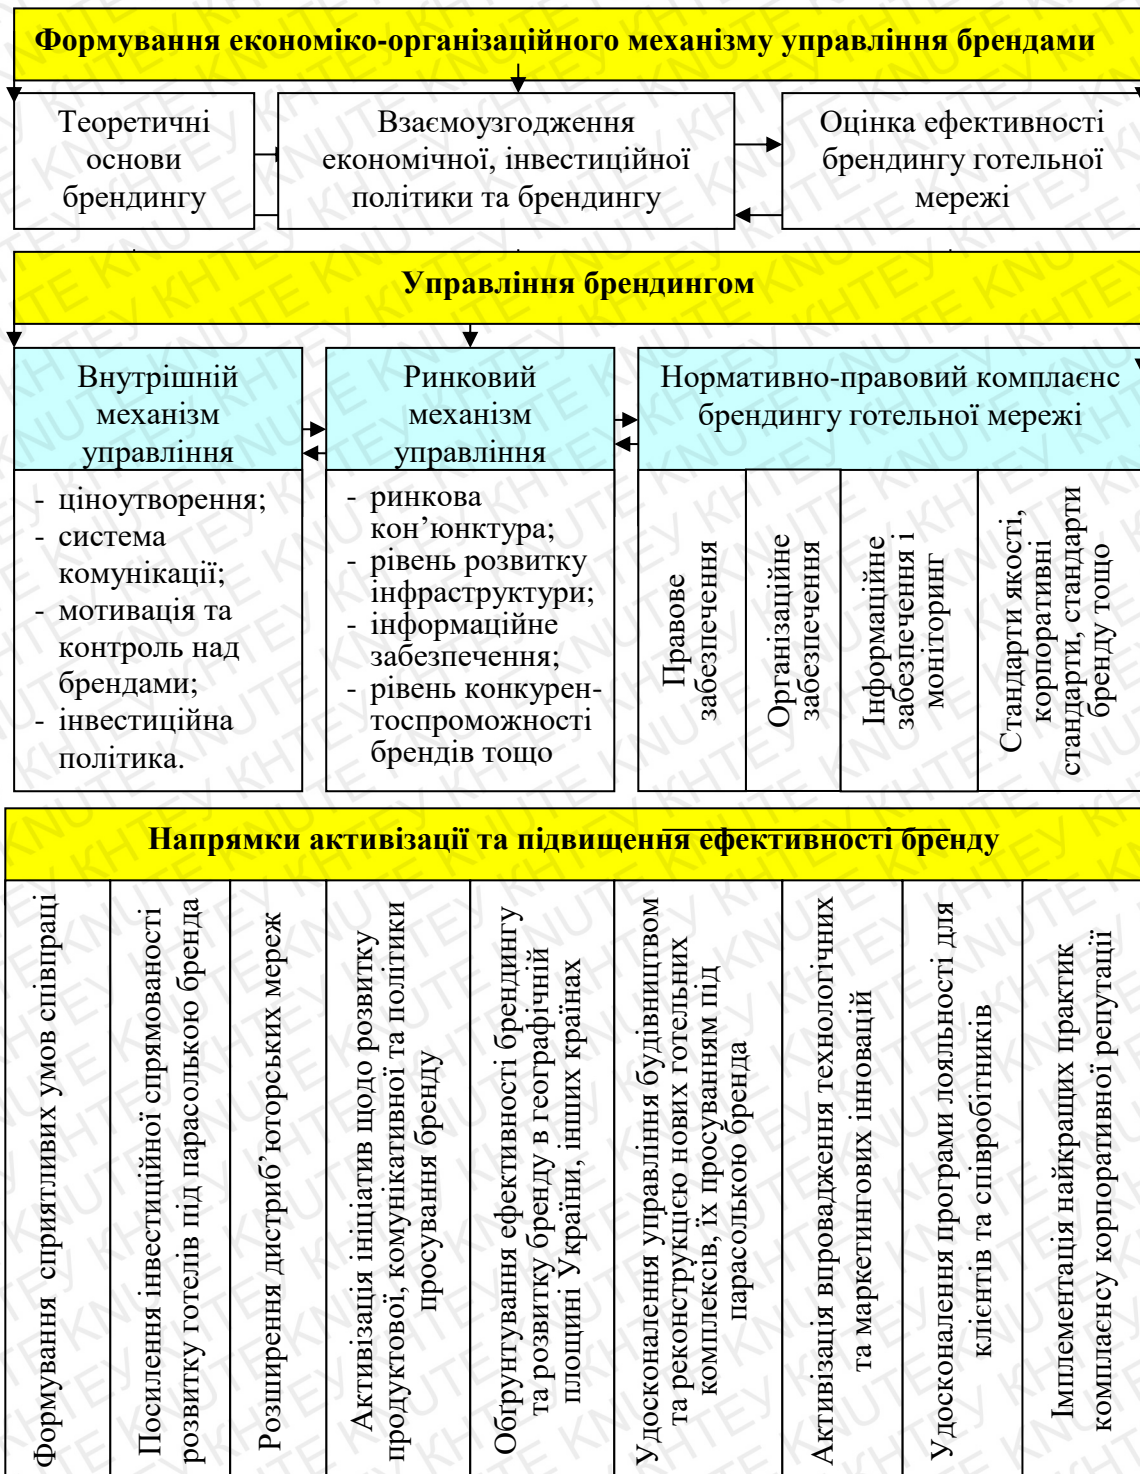 Формування економіко-організаційного механізму управління брендами
Теоретичні
основи
брендингу
Взаємоузгодження
економічної, інвестиційної
політики та брендингу
Оцінка ефективності
брендингу готельної
мережі
Управління брендингом
Внутрішній
механізм
управління
Ринковий
механізм
управління
Нормативно-правовий комплаєнс
брендингу готельної мережі
- ціноутворення;
- система
комунікації;
- мотивація та
контроль над
брендами;
- інвестиційна
політика.
- ринкова
кон’юнктура;
- рівень розвитку
інфраструктури;
- інформаційне
забезпечення;
- рівень конкурен-
тоспроможності
брендів тощо
Правове
забезпечення
Організаційне
забезпечення
Інформаційне
забезпечення і
моніторинг
Стандарти якості,
корпоративні
стандарти, стандарти
бренду тощо
Напрямки активізації та підвищення ефективності бренду
Формування сприятливих умов співпраці
Посилення інвестиційної спрямованості
розвитку готелів під парасолькою бренда
Розширення дистриб’юторських мереж
Активізація ініціатив щодо розвитку
продуктової, комунікативної та політики
просування бренду
Обґрунтування ефективності брендингу
та розвитку бренду в географічній
площині України, інших країнах
Удосконалення управління будівництвом
та реконструкцією нових готельних
комплексів, їх просуванням під
парасолькою бренда
Активізація впровадження технологічних
та маркетингових інновацій
Удосконалення програми лояльності для
клієнтів та співробітників
Імплементація найкращих практик
комплаєнсу корпоративної репутації